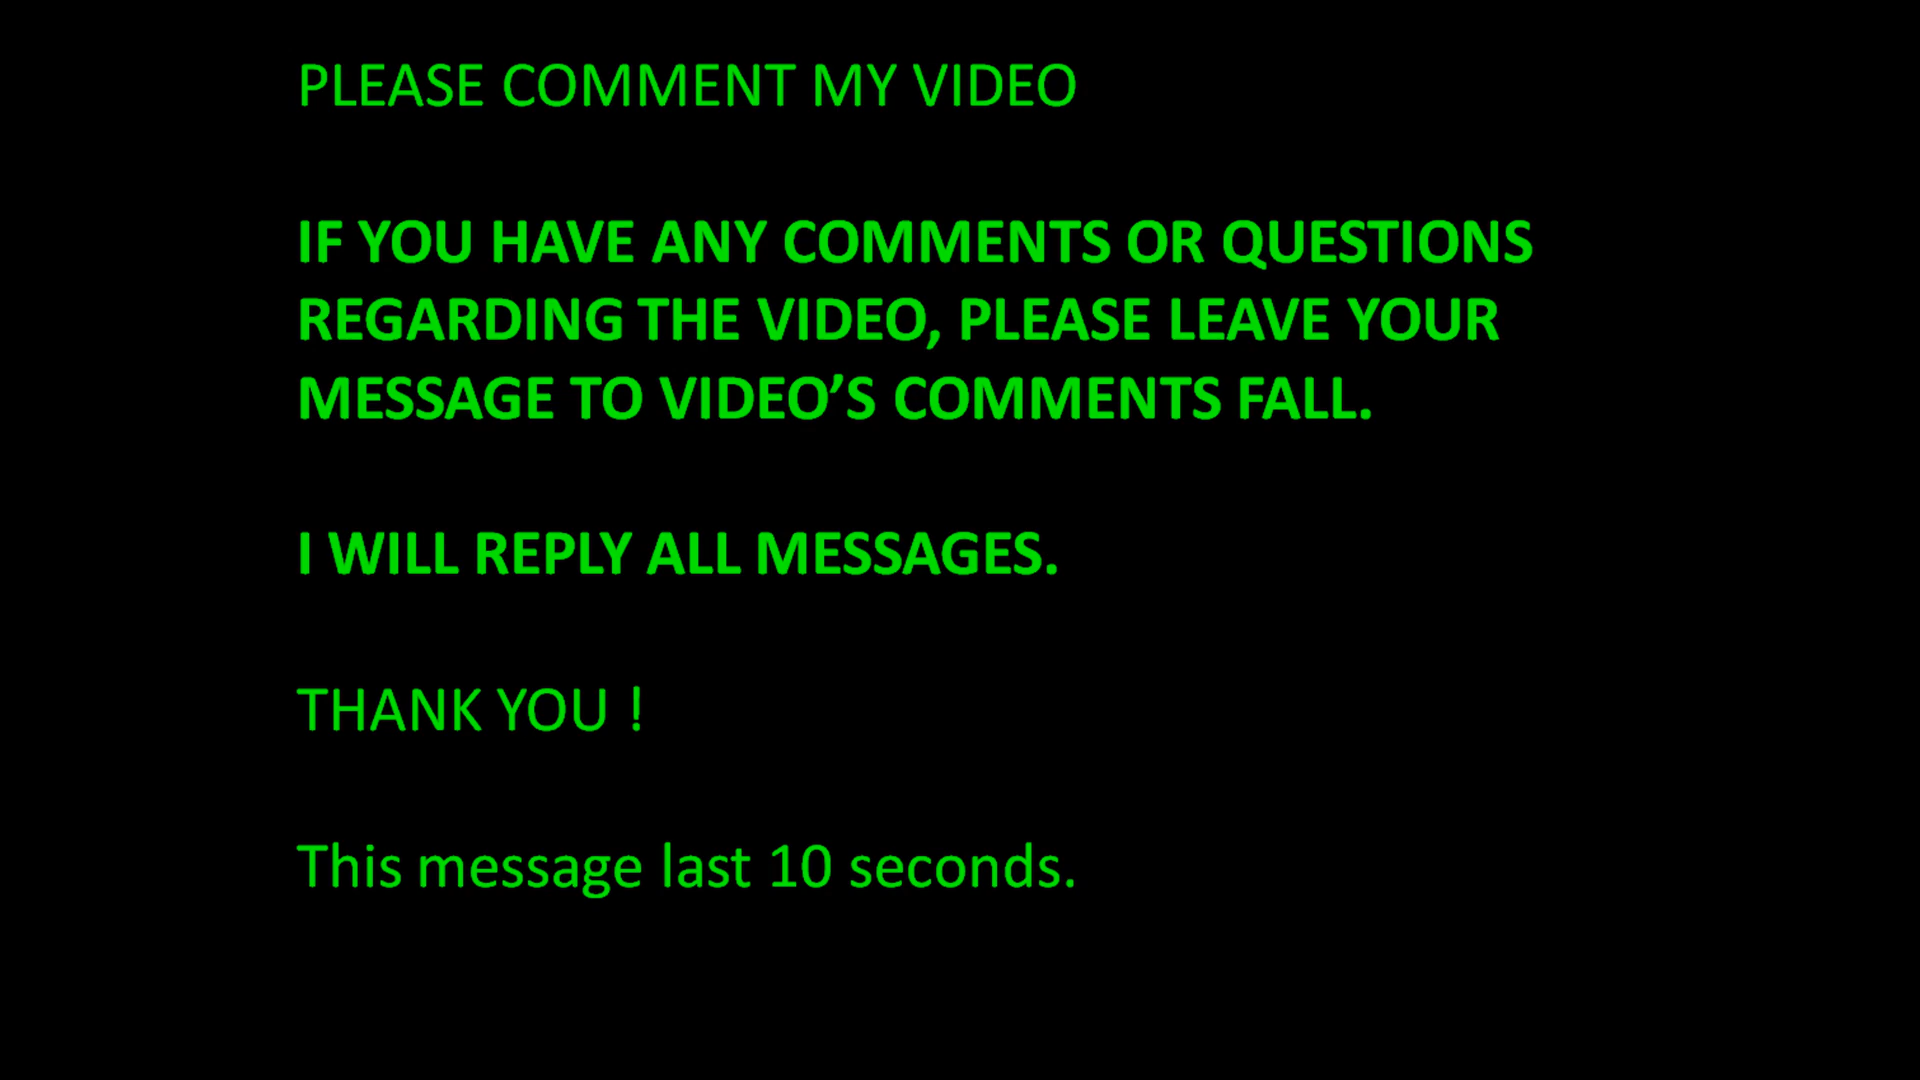 PLEASE COMMENT MY VIDEO
IF YOU HAVE ANY COMMENTS OR QUESTIONS
REGARDING THE VIDEO, PLEASE LEAVE YOUR
MESSAGE TO VIDEO’S COMMENTS FALL.
I WILL REPLY ALL MESSAGES.
THANK YOU !
This message last 10 seconds.